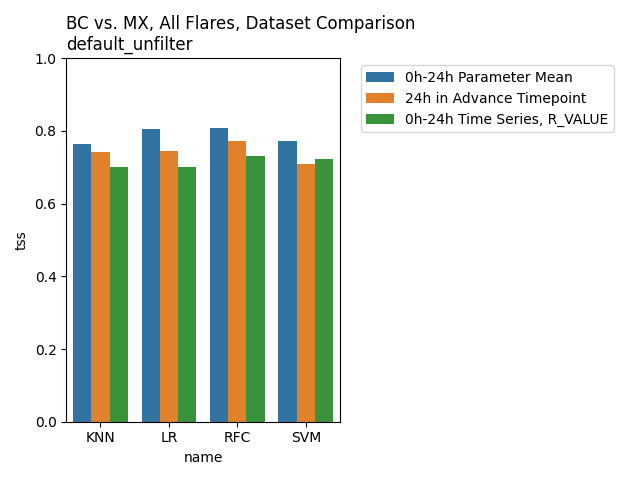 BC vs. MX, All Flares, Dataset Comparison
default_unfilter
0h-24h Parameter Mean
24h in Advance Timepoint
0h-24h Time Series, R_VALUE
1.0
0.8
0.6
0.4
0.2
0.0
tss
KNN LR RFC SVM
name